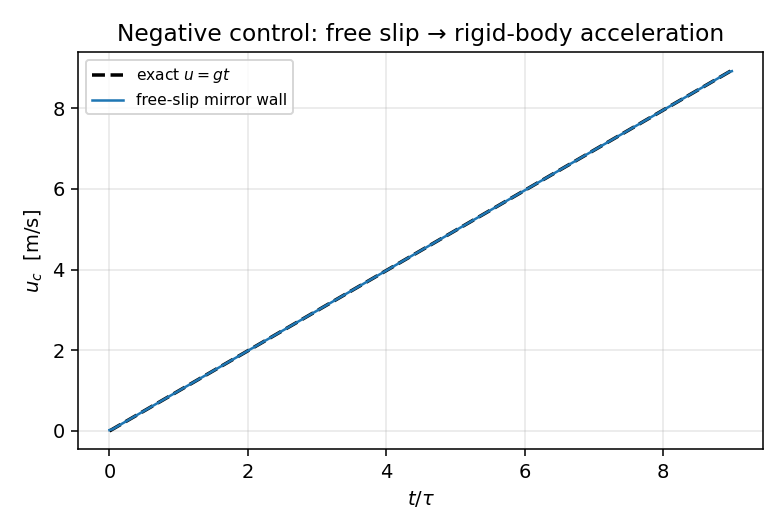 Negative control: free slip → rigid-body acceleration
exact u = gt
free-slip mirror wall
u_c [m/s]
8
6
4
2
0
0 2 4 6 8
t/τ